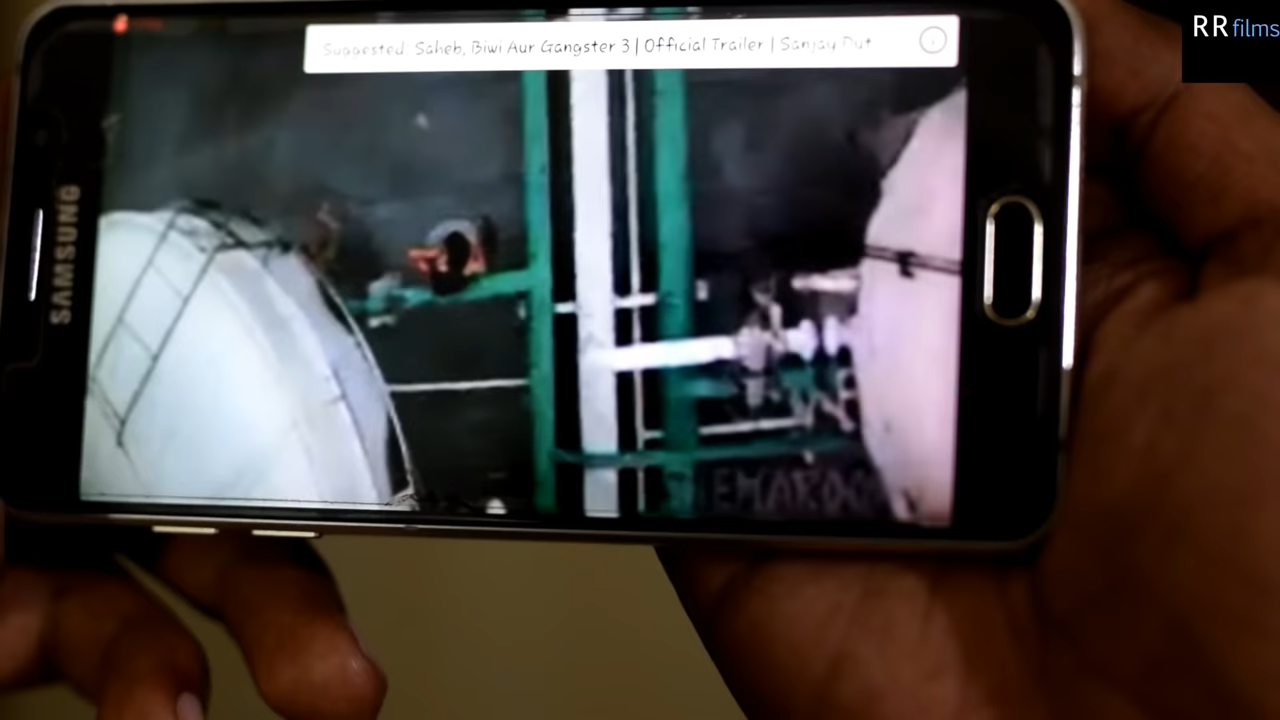 RR films
Suggested: Saheb, Biwi Aur Gangster 3 | Official Trailer | Sanjay Dut
SAMSUNG